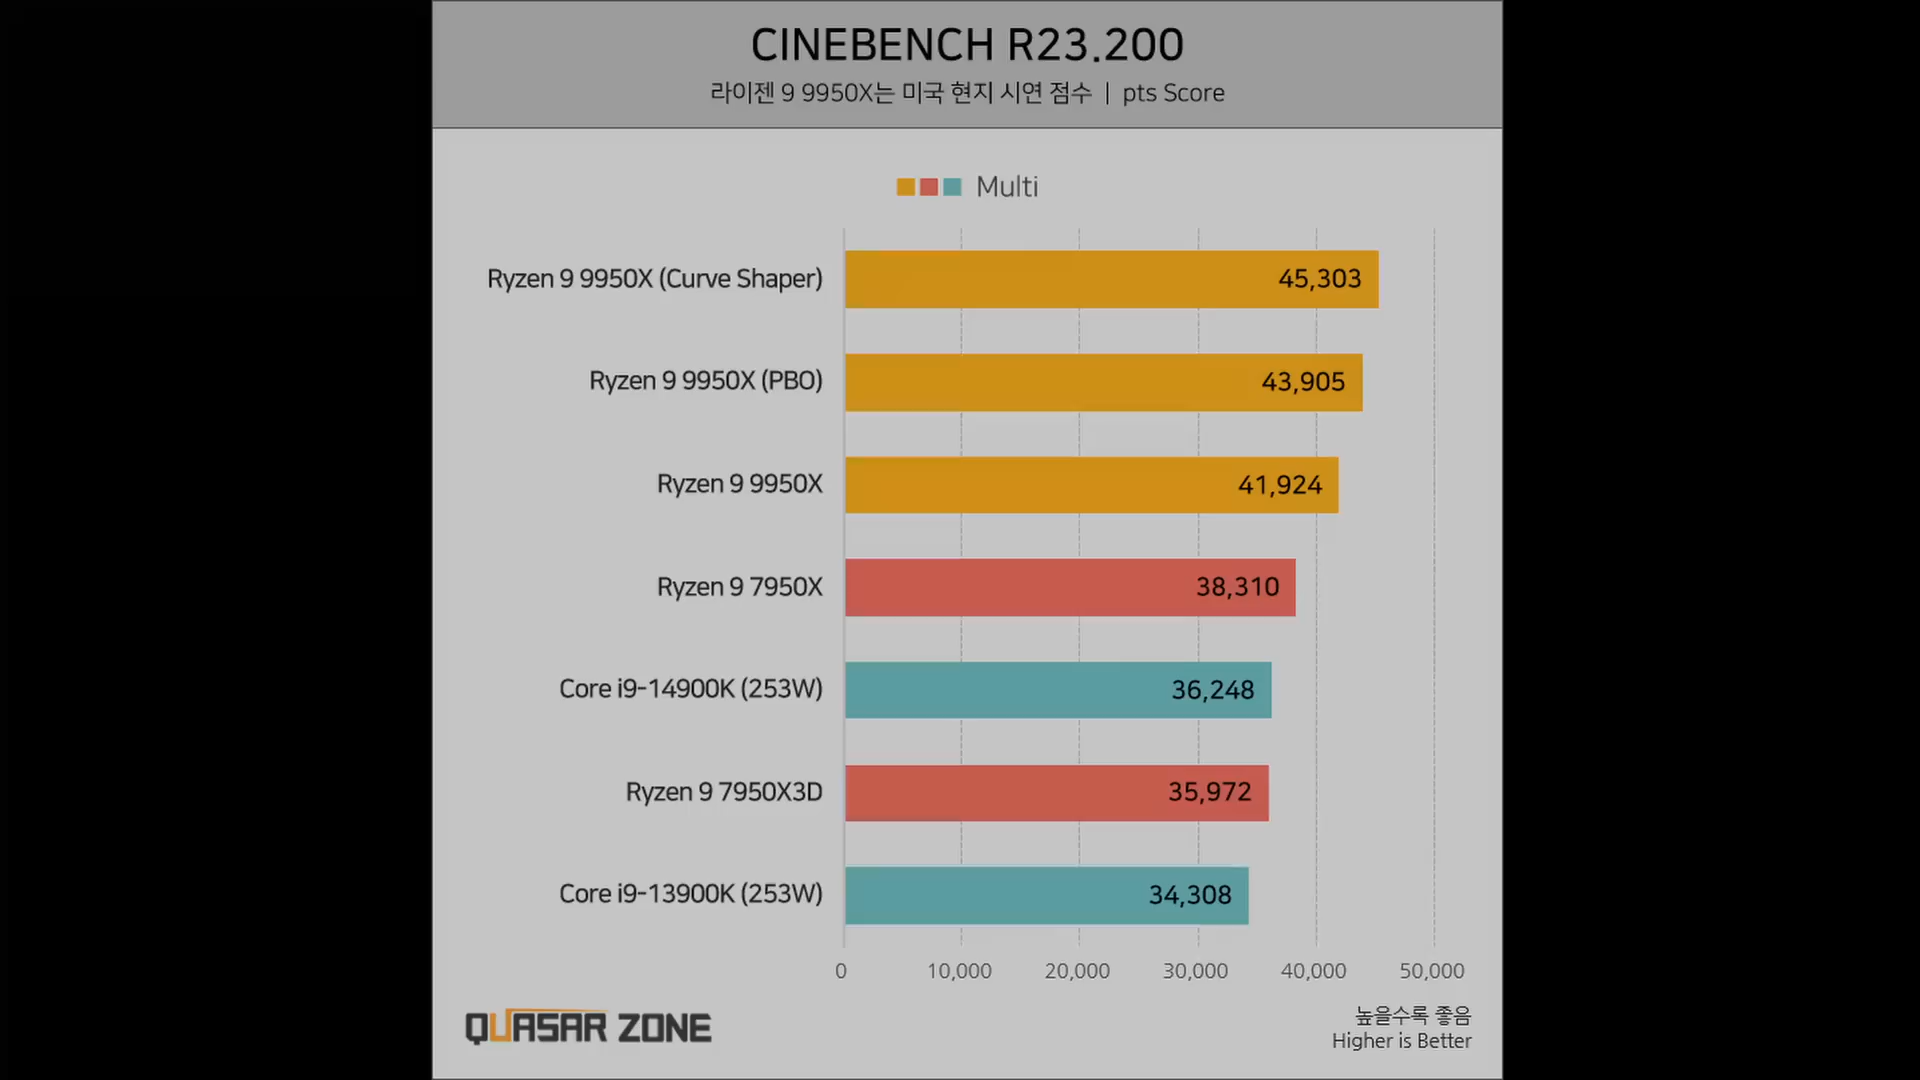 CINEBENCH R23.200
라이젠 9 9950X는 미국 현지 시연 점수 | pts Score
Multi
Ryzen 9 9950X (Curve Shaper) 45,303
Ryzen 9 9950X (PBO) 43,905
Ryzen 9 9950X 41,924
Ryzen 9 7950X 38,310
Core i9-14900K (253W) 36,248
Ryzen 9 7950X3D 35,972
Core i9-13900K (253W) 34,308
0 10,000 20,000 30,000 40,000 50,000
QUASAR ZONE
높을수록 좋음
Higher is Better